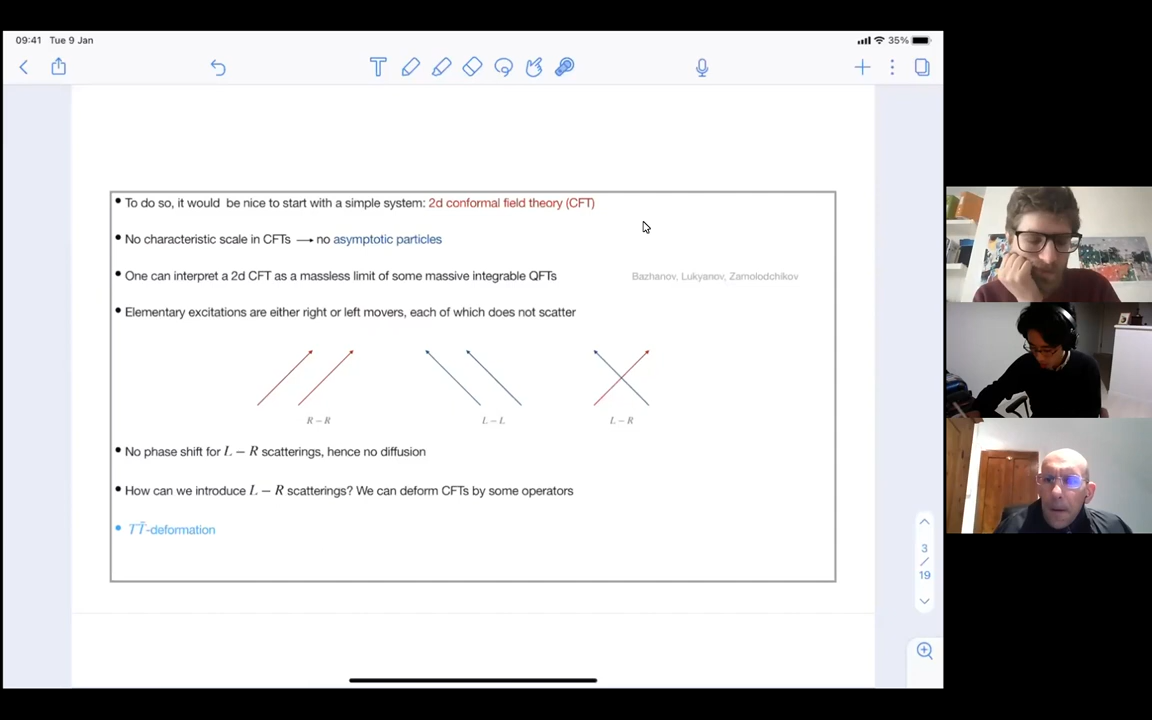 09:41 Tue 9 Jan
35%
T
• To do so, it would be nice to start with a simple system: 2d conformal field theory (CFT)
• No characteristic scale in CFTs → no asymptotic particles
• One can interpret a 2d CFT as a massless limit of some massive integrable QFTs
Bazhanov, Lukyanov, Zamolodchikov
• Elementary excitations are either right or left movers, each of which does not scatter
R – R
L – L
L – R
• No phase shift for L – R scatterings, hence no diffusion
• How can we introduce L – R scatterings? We can deform CFTs by some operators
• TT̄-deformation
3
/
19